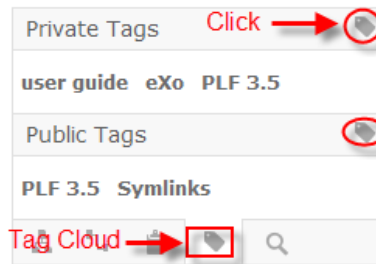 Private Tags Click
user guide eXo PLF 3.5
Public Tags
PLF 3.5 Symlinks
Tag Cloud